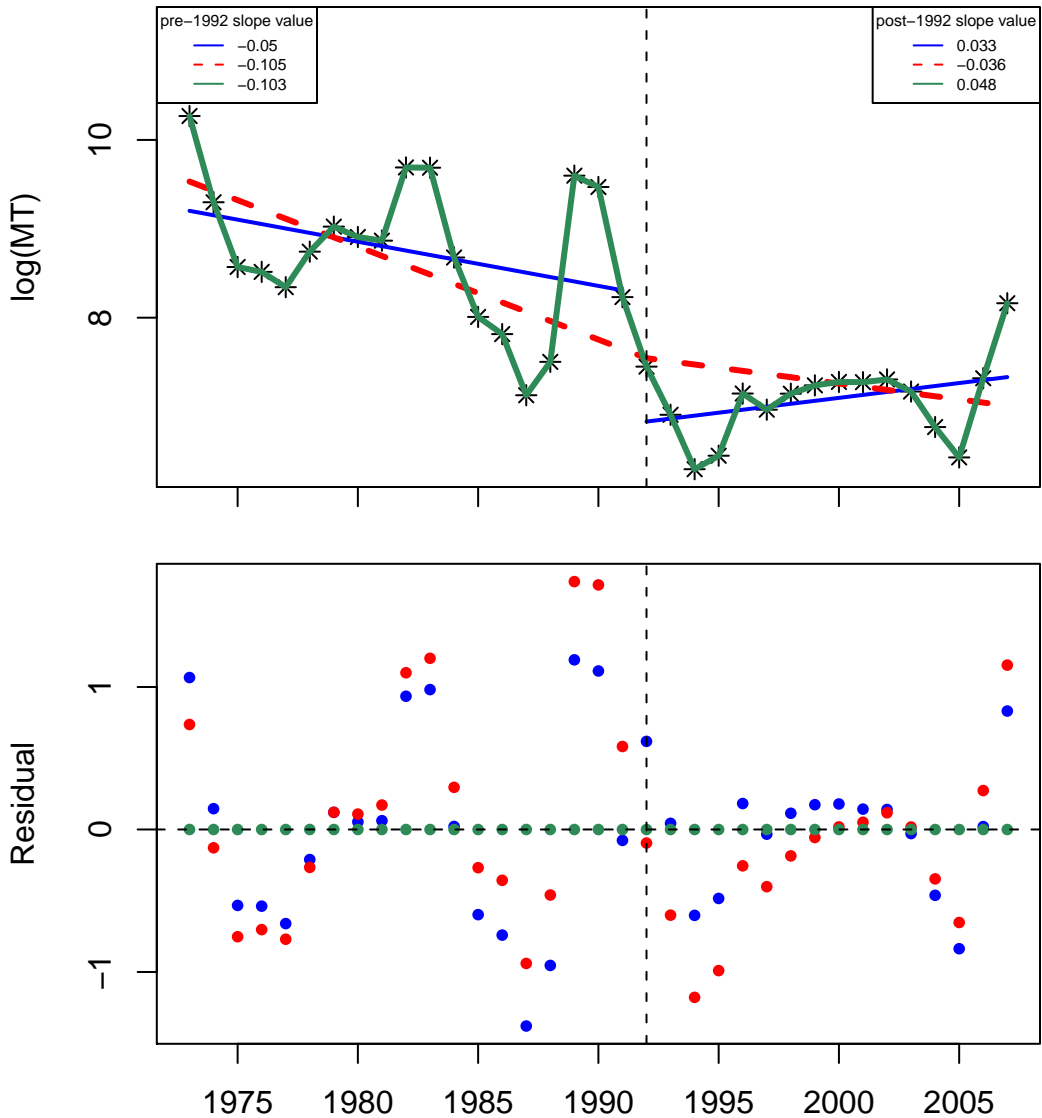 pre−1992 slope value
−0.05
−0.105
−0.103
post−1992 slope value
0.033
−0.036
0.048
log(MT)
10
8
Residual
1
0
−1
1975 1980 1985 1990 1995 2000 2005